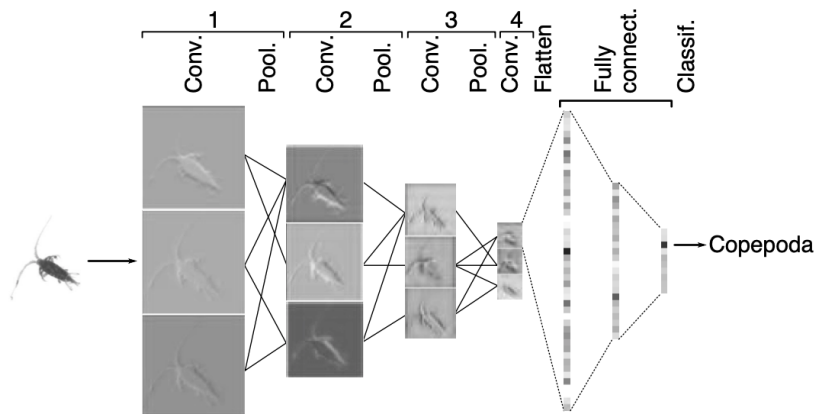 1
2
3
4
Conv.
Pool.
Conv.
Pool.
Conv.
Pool.
Conv.
Flatten
Fully
connect.
Classif.
Copepoda